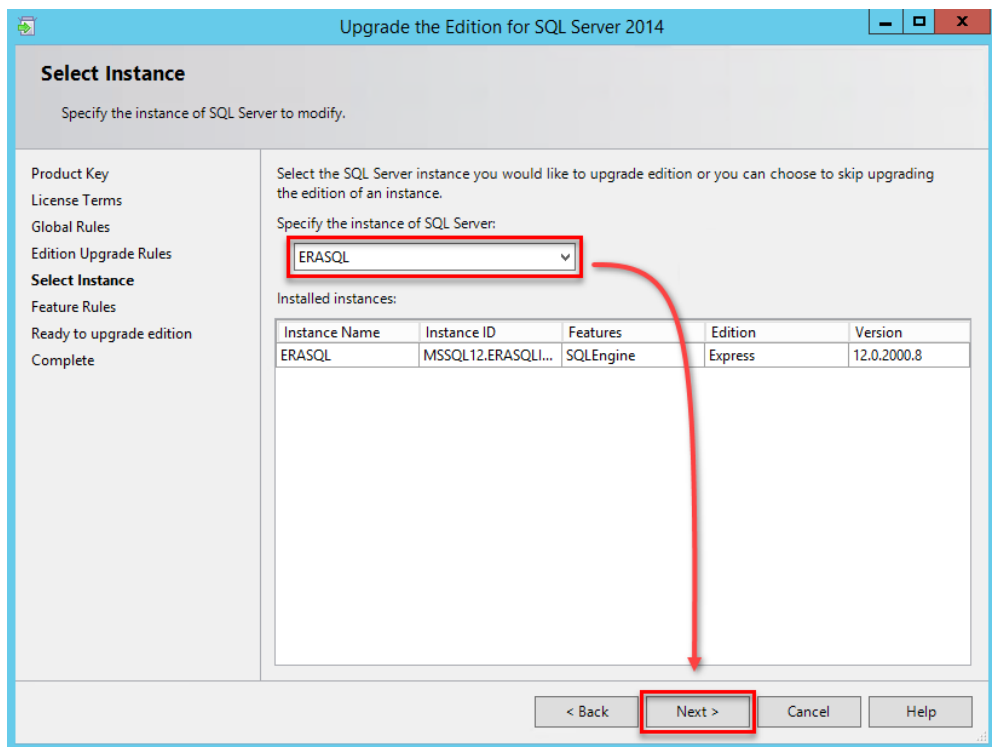 Upgrade the Edition for SQL Server 2014
Select Instance
Specify the instance of SQL Server to modify.
Product Key
License Terms
Global Rules
Edition Upgrade Rules
Select Instance
Feature Rules
Ready to upgrade edition
Complete
Select the SQL Server instance you would like to upgrade edition or you can choose to skip upgrading
the edition of an instance.
Specify the instance of SQL Server:
ERASQL
Installed instances:
Instance Name Instance ID Features Edition Version
ERASQL MSSQL12.ERASQLI... SQLEngine Express 12.0.2000.8
< Back Next > Cancel Help